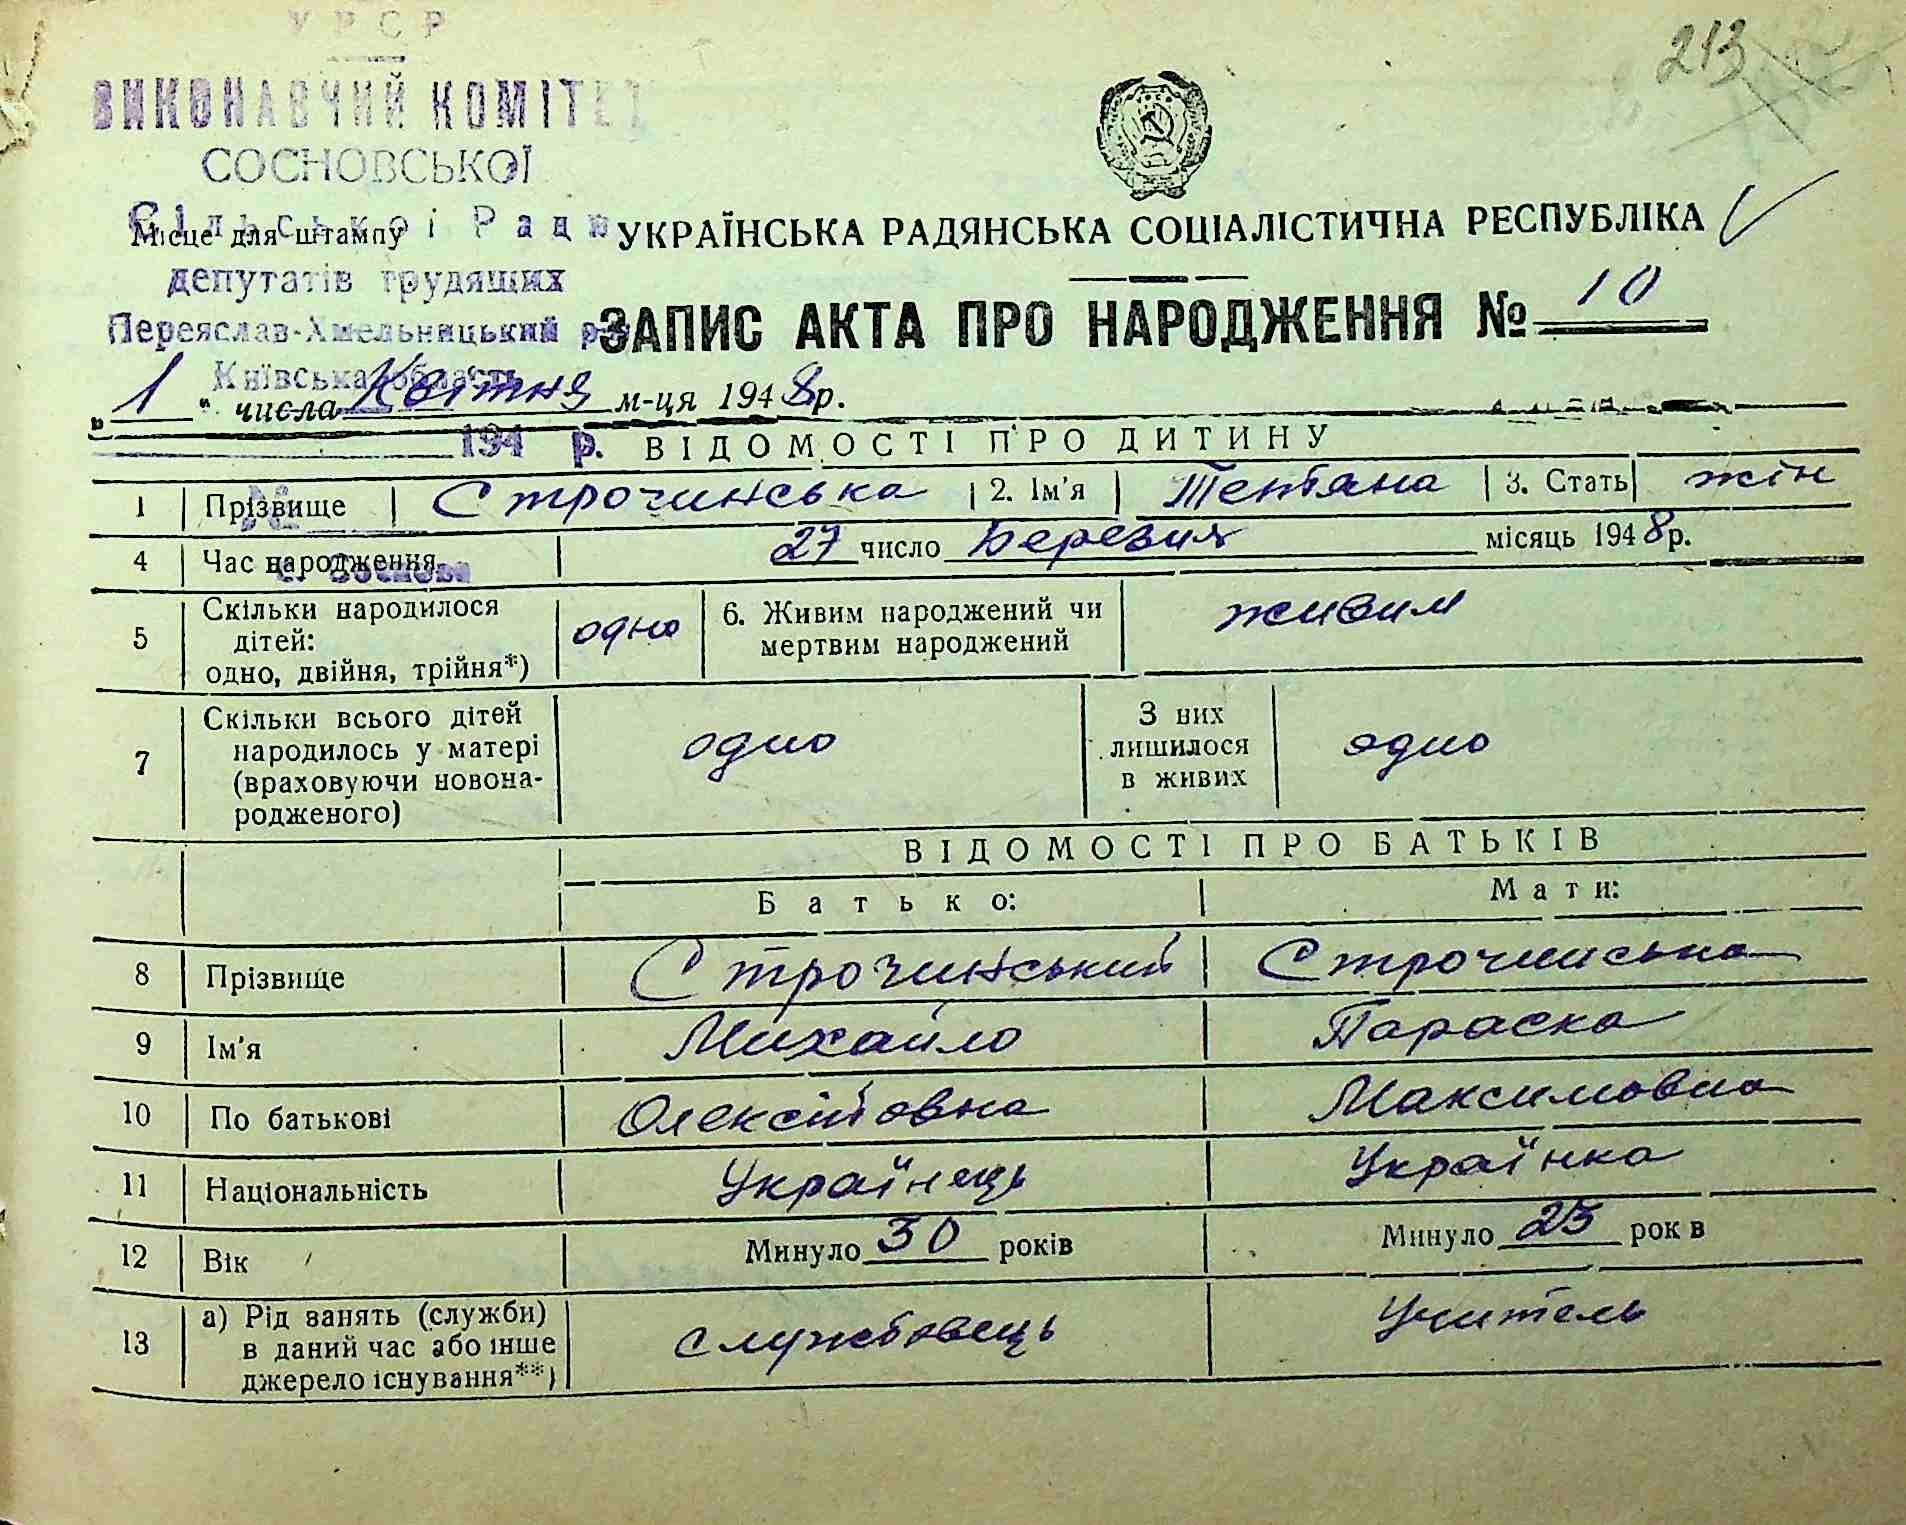 УРСР
213
ВИКОНАВЧИЙ КОМІТЕТ
СОСНОВСЬКОЇ
Сільської Ради
Місце для штампу
УКРАЇНСЬКА РАДЯНСЬКА СОЦІАЛІСТИЧНА РЕСПУБЛІКА
депутатів трудящих
Переяслав-Хмельницький р-н
ЗАПИС АКТА ПРО НАРОДЖЕННЯ № 10
Київська область
„1“ числа Квітня м-ця 1948р.
194 р.
ВІДОМОСТІ ПРО ДИТИНУ
1 Прізвище Строчинська 2. Ім'я Тетяна 3. Стать жін
№
4 Час народження 27 число Березня місяць 1948р.
с. Соснова
5 Скільки народилося дітей: одно, двійня, трійня*) одно 6. Живим народжений чи мертвим народжений живим
7 Скільки всього дітей народилось у матері (враховуючи новонародженого) одно З них лишилося в живих одно
ВІДОМОСТІ ПРО БАТЬКІВ
Батько: Мати:
8 Прізвище Строчинський Строчинська
9 Ім'я Михайло Параска
10 По батькові Олексійовна Максимовна
11 Національність Українець Українка
12 Вік Минуло 30 років Минуло 25 рок в
13 а) Рід занять (служби) в даний час або інше джерело існування**) службовець Учитель